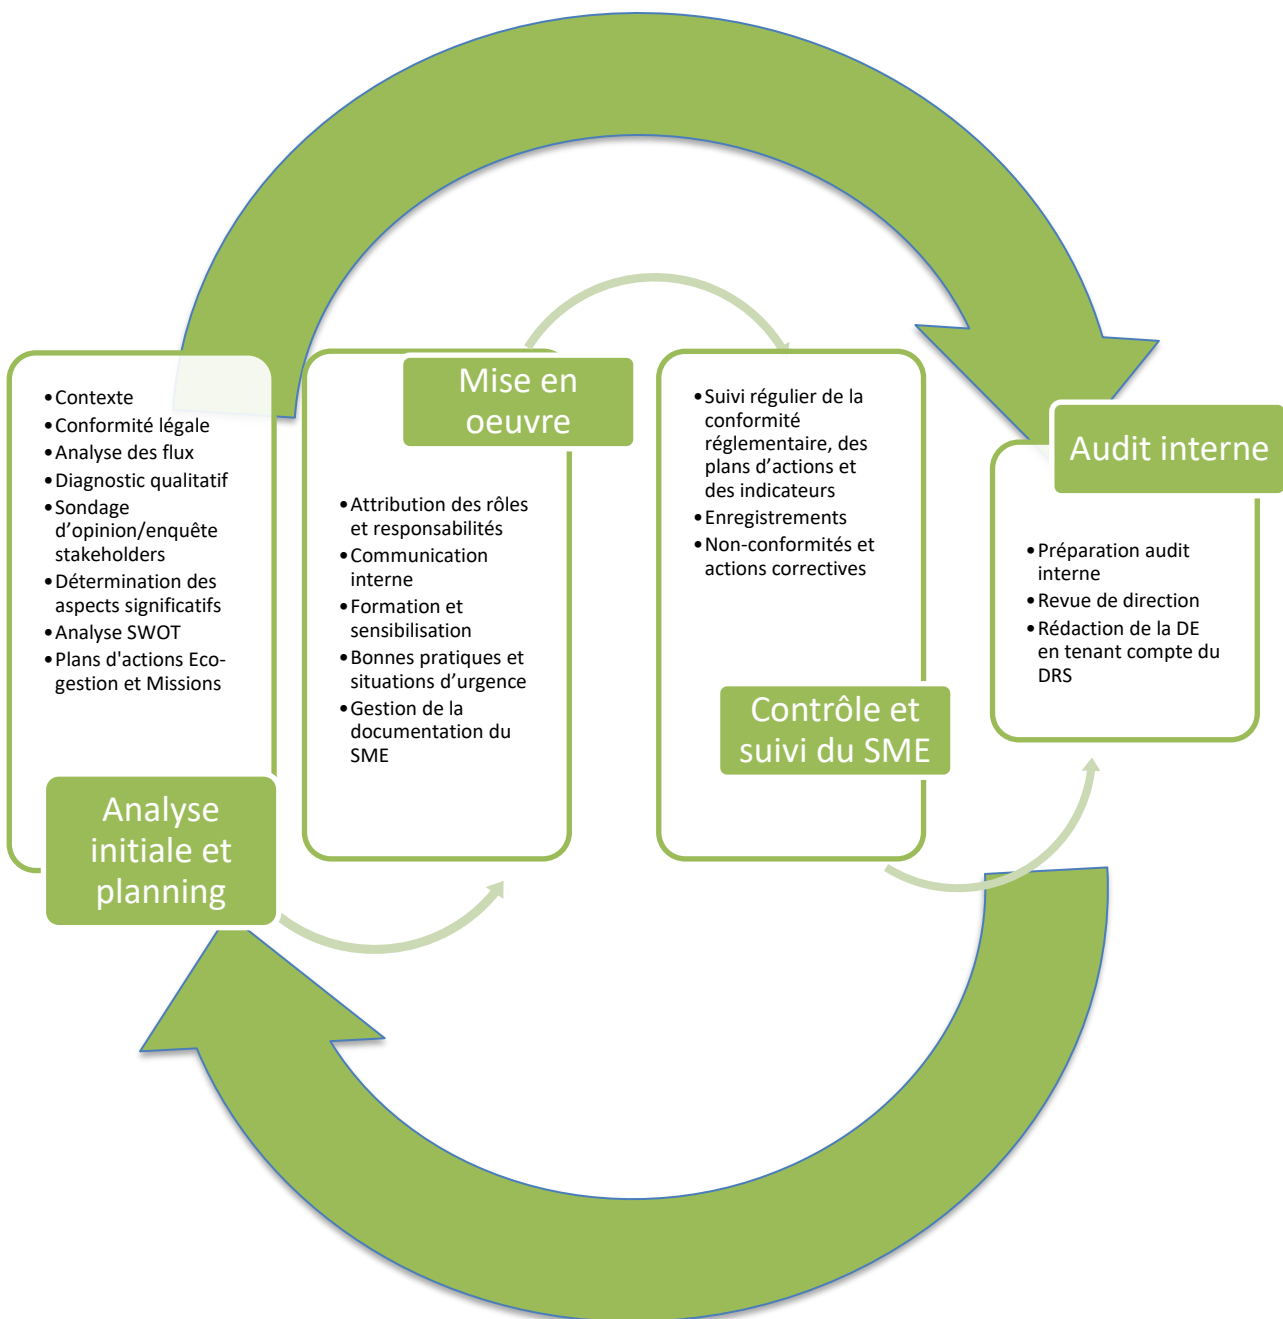 •Contexte
•Conformité légale
•Analyse des flux
•Diagnostic qualitatif
•Sondage
d’opinion/enquête
stakeholders
•Détermination des
aspects significatifs
•Analyse SWOT
•Plans d'actions Eco-
gestion et Missions
Analyse
initiale et
planning
Mise en
oeuvre
•Attribution des rôles
et responsabilités
•Communication
interne
•Formation et
sensibilisation
•Bonnes pratiques et
situations d’urgence
•Gestion de la
documentation du
SME
•Suivi régulier de la
conformité
réglementaire, des
plans d’actions et
des indicateurs
•Enregistrements
•Non-conformités et
actions correctives
Contrôle et
suivi du SME
Audit interne
•Préparation audit
interne
•Revue de direction
•Rédaction de la DE
en tenant compte du
DRS